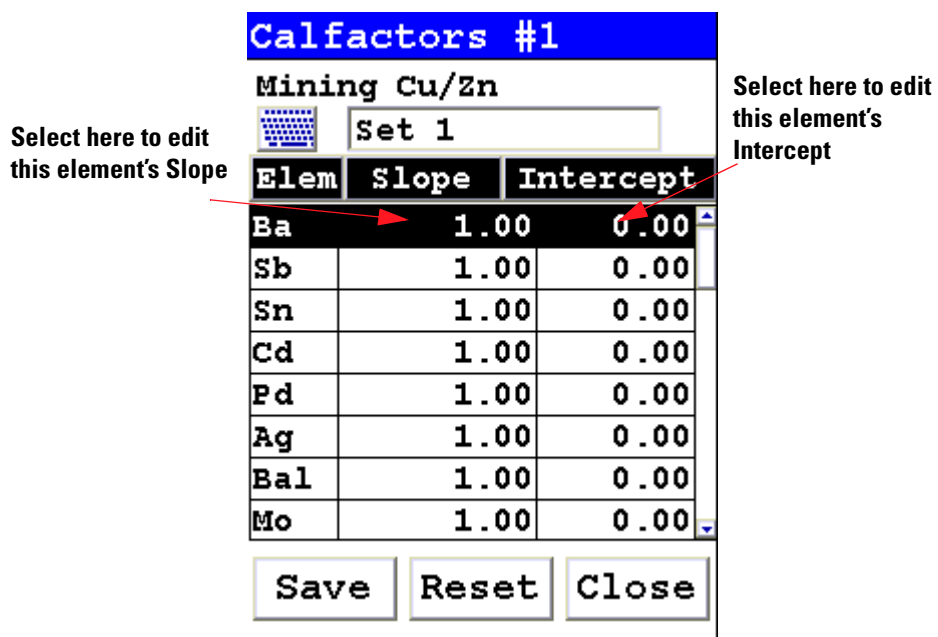 Calfactors #1
Mining Cu/Zn
Set 1
Select here to edit
this element's Slope
Select here to edit
this element's
Intercept
Elem Slope Intercept
Ba 1.00 0.00
Sb 1.00 0.00
Sn 1.00 0.00
Cd 1.00 0.00
Pd 1.00 0.00
Ag 1.00 0.00
Bal 1.00 0.00
Mo 1.00 0.00
Save Reset Close